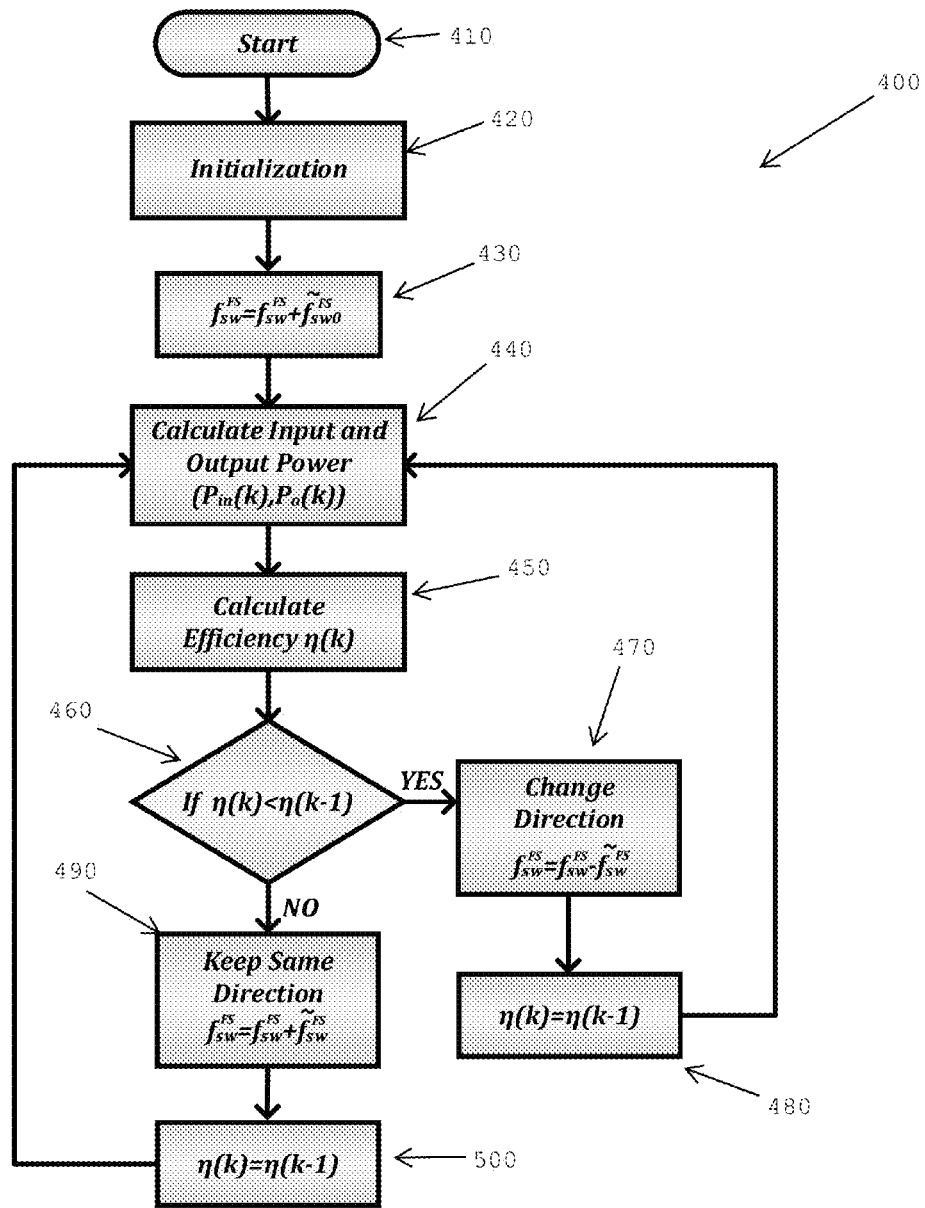 Start
410
400
420
Initialization
430
f_sw^FS=f_sw^FS+f̃_sw0^FS
440
Calculate Input and
Output Power
(P_in(k),P_o(k))
450
Calculate
Efficiency η(k)
460
If η(k)<η(k-1)
YES
470
Change
Direction
f_sw^FS=f_sw^FS-f̃_sw^FS
NO
490
Keep Same
Direction
f_sw^FS=f_sw^FS+f̃_sw^FS
η(k)=η(k-1)
480
η(k)=η(k-1)
500